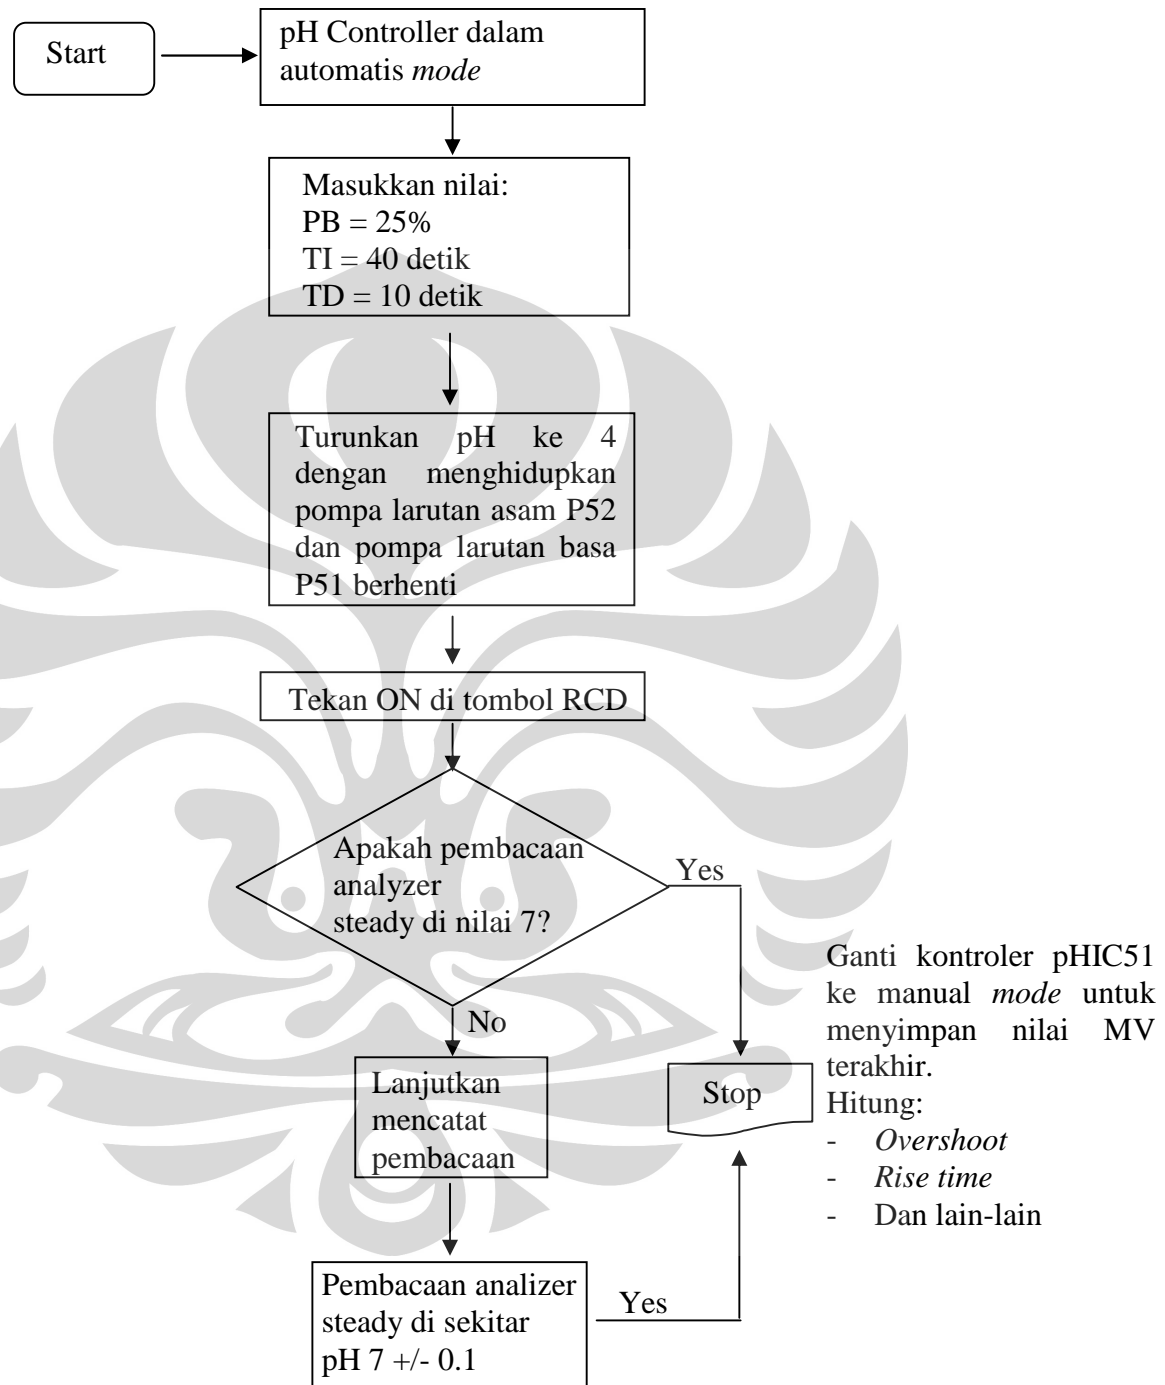 Start
pH Controller dalam
automatis mode
Masukkan nilai:
PB = 25%
TI = 40 detik
TD = 10 detik
Turunkan pH ke 4
dengan menghidupkan
pompa larutan asam P52
dan pompa larutan basa
P51 berhenti
Tekan ON di tombol RCD
Apakah pembacaan
analyzer
steady di nilai 7?
Yes
No
Lanjutkan
mencatat
pembacaan
Stop
Ganti kontroler pHIC51
ke manual mode untuk
menyimpan nilai MV
terakhir.
Hitung:
- Overshoot
- Rise time
- Dan lain-lain
Pembacaan analizer
steady di sekitar
pH 7 +/- 0.1
Yes